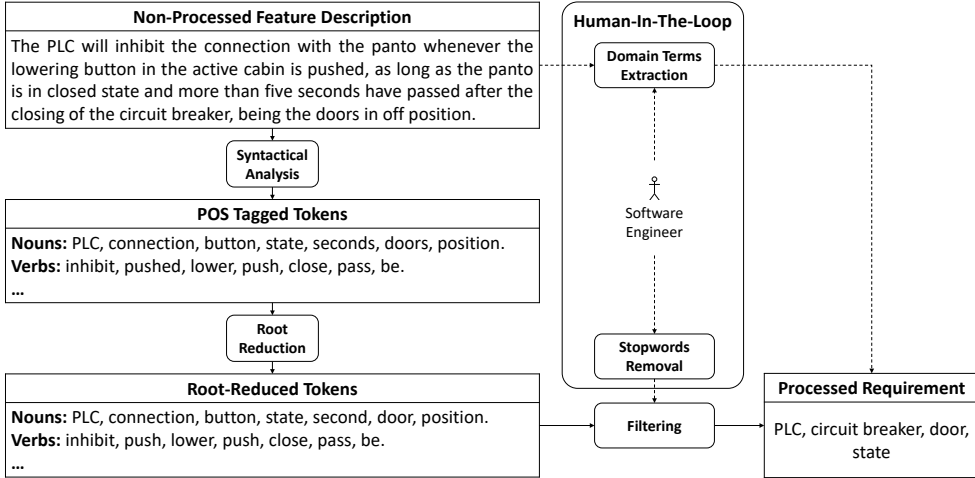 Non-Processed Feature Description
The PLC will inhibit the connection with the panto whenever the
lowering button in the active cabin is pushed, as long as the panto
is in closed state and more than five seconds have passed after the
closing of the circuit breaker, being the doors in off position.
Syntactical
Analysis
POS Tagged Tokens
Nouns: PLC, connection, button, state, seconds, doors, position.
Verbs: inhibit, pushed, lower, push, close, pass, be.
...
Root
Reduction
Root-Reduced Tokens
Nouns: PLC, connection, button, state, second, door, position.
Verbs: inhibit, push, lower, push, close, pass, be.
...
Human-In-The-Loop
Domain Terms
Extraction
Software
Engineer
Stopwords
Removal
Filtering
Processed Requirement
PLC, circuit breaker, door,
state